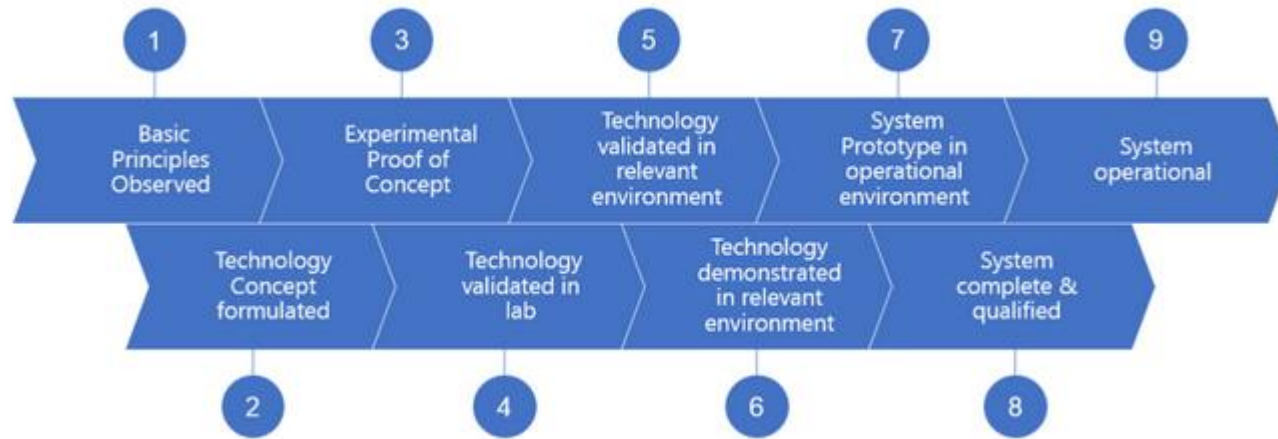 1
3
5
7
9
Basic
Principles
Observed
Experimental
Proof of
Concept
Technology
validated in
relevant
environment
System
Prototype in
operational
environment
System
operational
Technology
Concept
formulated
Technology
validated in
lab
Technology
demonstrated
in relevant
environment
System
complete &
qualified
2
4
6
8